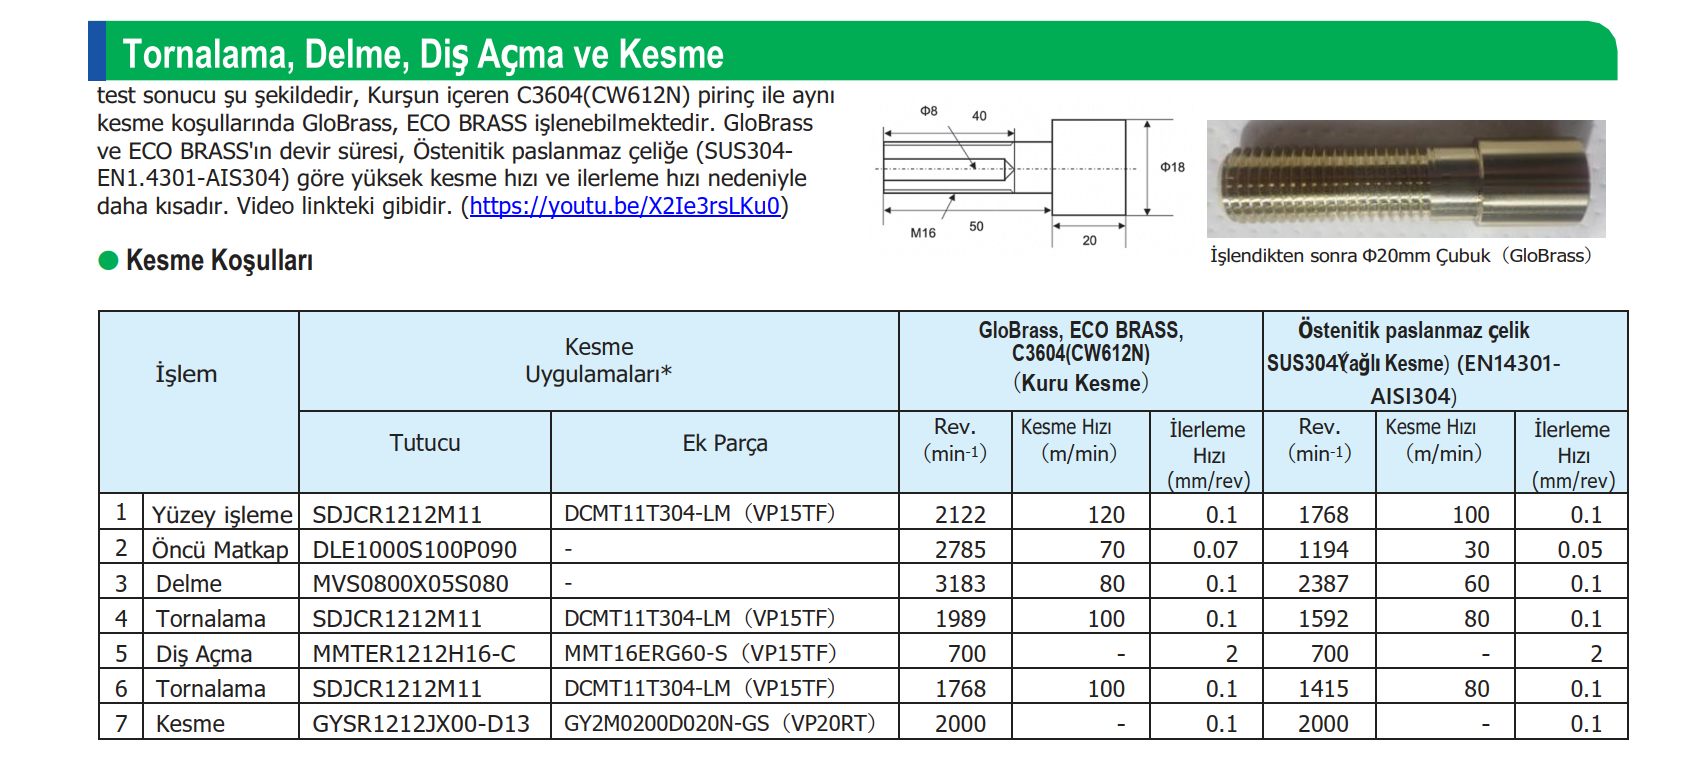 Tornalama, Delme, Diş Açma ve Kesme
test sonucu şu şekildedir, Kurşun içeren C3604(CW612N) pirinç ile aynı
kesme koşullarında GloBrass, ECO BRASS işlenebilmektedir. GloBrass
ve ECO BRASS'ın devir süresi, Östenitik paslanmaz çeliğe (SUS304-
EN1.4301-AIS304) göre yüksek kesme hızı ve ilerleme hızı nedeniyle
daha kısadır. Video linkteki gibidir. (https://youtu.be/X2Ie3rsLKu0)
Φ8
40
Φ18
M16
50
20
İşlendikten sonra Φ20mm Çubuk（GloBrass）
Kesme Koşulları
İşlem
Kesme
Uygulamaları*
GloBrass, ECO BRASS,
C3604(CW612N)
（Kuru Kesme）
Östenitik paslanmaz çelik
SUS304(Yağlı Kesme) (EN14301-
AISI304)
Tutucu
Ek Parça
Rev.
（min-1）
Kesme Hızı
（m/min）
İlerleme
Hızı
(mm/rev)
Rev.
（min-1）
Kesme Hızı
（m/min）
İlerleme
Hızı
(mm/rev)
1 Yüzey işleme SDJCR1212M11 DCMT11T304-LM（VP15TF） 2122 120 0.1 1768 100 0.1
2 Öncü Matkap DLE1000S100P090 - 2785 70 0.07 1194 30 0.05
3 Delme MVS0800X05S080 - 3183 80 0.1 2387 60 0.1
4 Tornalama SDJCR1212M11 DCMT11T304-LM（VP15TF） 1989 100 0.1 1592 80 0.1
5 Diş Açma MMTER1212H16-C MMT16ERG60-S（VP15TF） 700 - 2 700 - 2
6 Tornalama SDJCR1212M11 DCMT11T304-LM（VP15TF） 1768 100 0.1 1415 80 0.1
7 Kesme GYSR1212JX00-D13 GY2M0200D020N-GS（VP20RT） 2000 - 0.1 2000 - 0.1